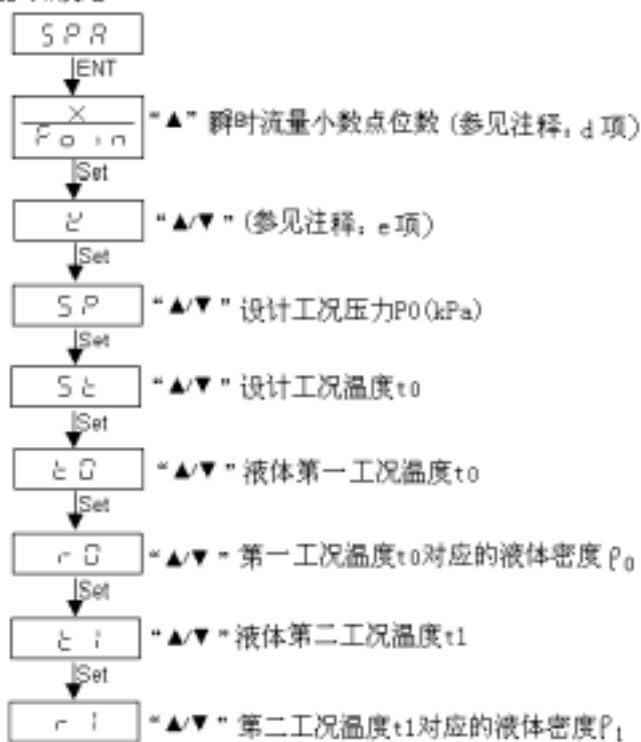 SPA
ENT
X
Poin
"▲" 瞬时流量小数点位数 (参见注释: d 项)
Set
"▲/▼" (参见注释: e项)
Set
SP
"▲/▼" 设计工况压力P0(kPa)
Set
St
"▲/▼" 设计工况温度t0
Set
t0
"▲/▼" 液体第一工况温度t0
Set
r0
"▲/▼" 第一工况温度t0对应的液体密度ρ₀
Set
t1
"▲/▼" 液体第二工况温度t1
Set
r1
"▲/▼" 第二工况温度t1对应的液体密度ρ₁